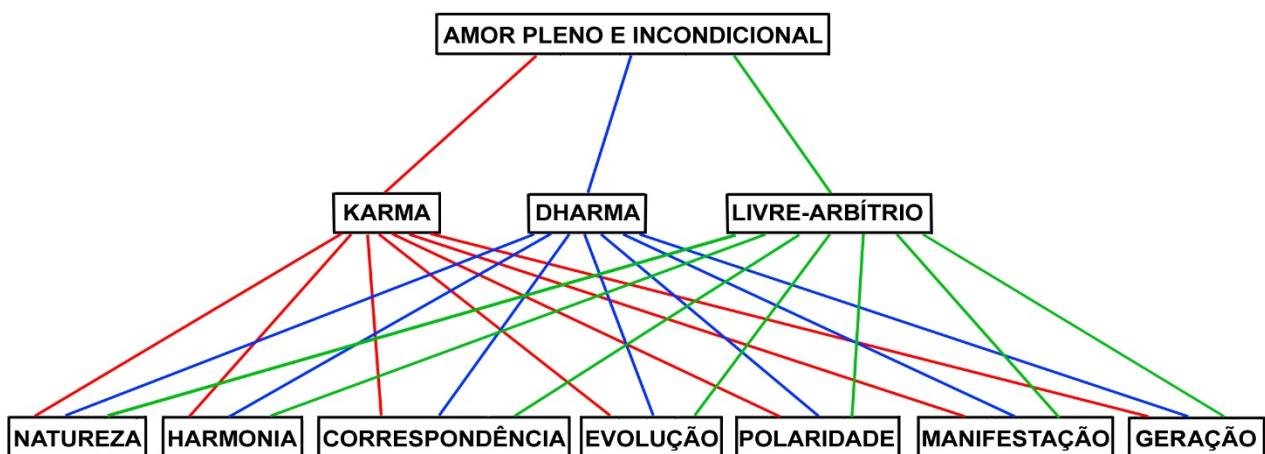 AMOR PLENO E INCONDICIONAL
KARMA DHARMA LIVRE-ARBÍTRIO
NATUREZA HARMONIA CORRESPONDÊNCIA EVOLUÇÃO POLARIDADE MANIFESTAÇÃO GERAÇÃO